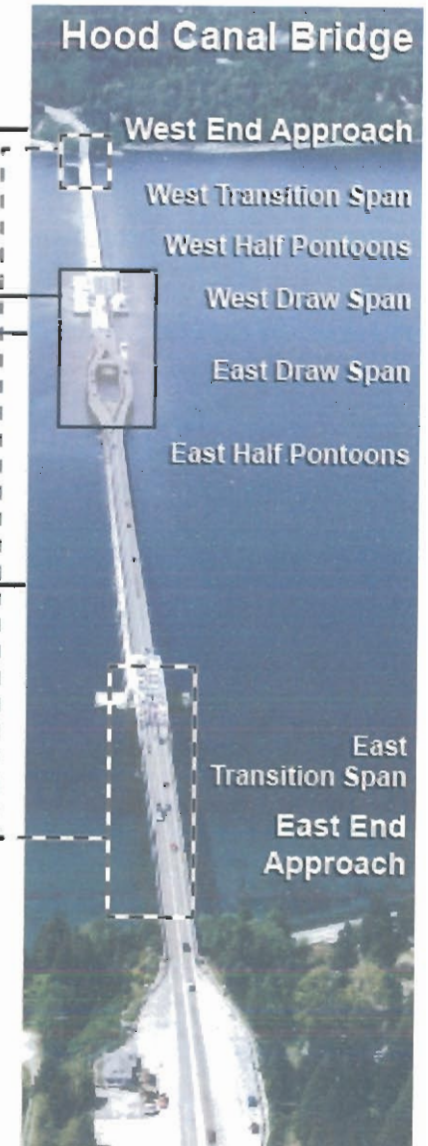 Hood Canal Bridge
West End Approach
West Transition Span
West Half Pontoons
West Draw Span
East Draw Span
East Half Pontoons
East
Transition Span
East End
Approach